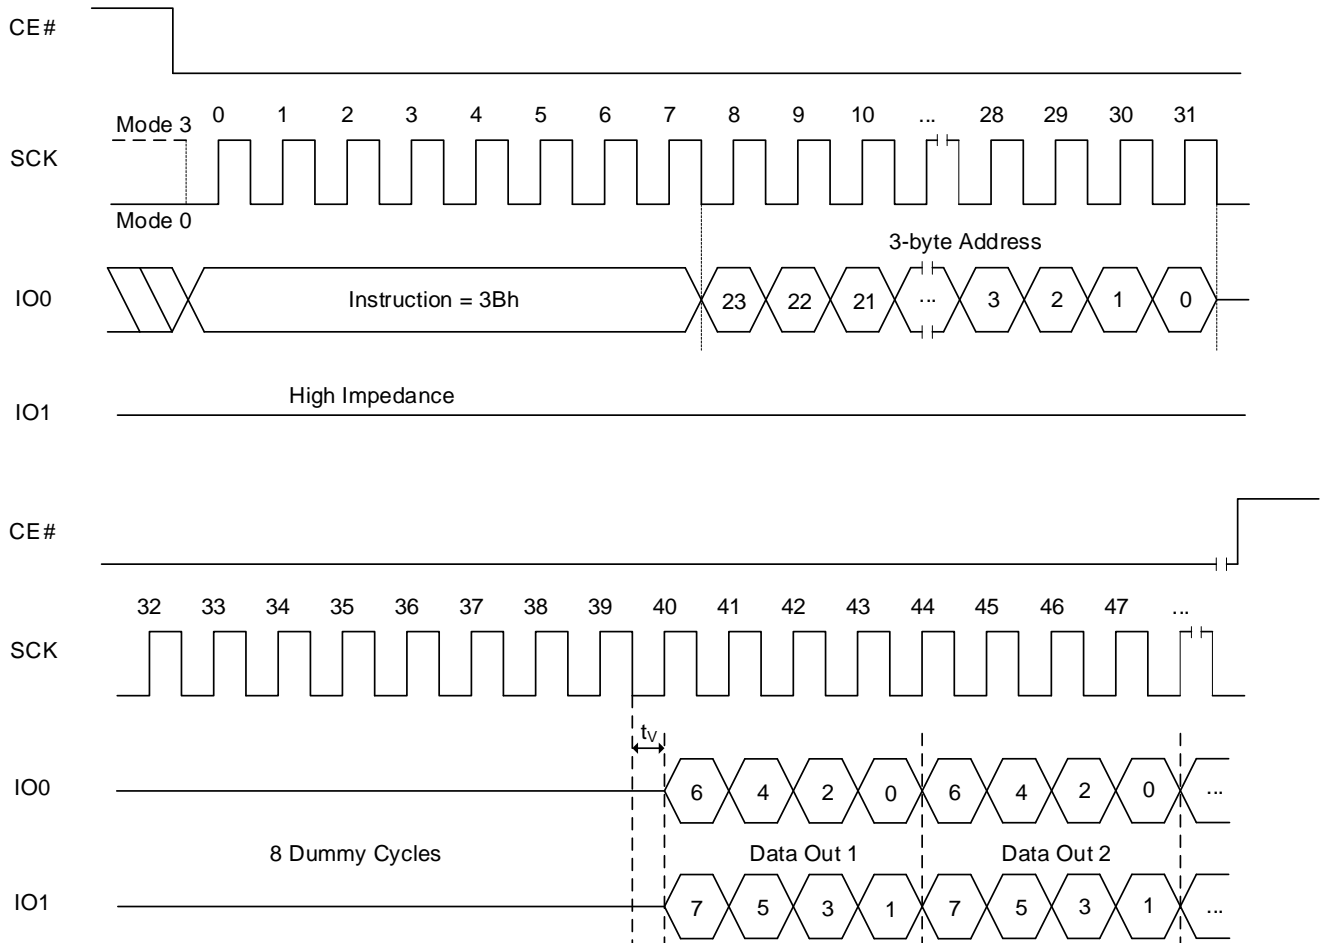 CE#
Mode 3
0 1 2 3 4 5 6 7 8 9 10 ... 28 29 30 31
SCK
Mode 0
3-byte Address
IO0
Instruction = 3Bh
23 22 21 ... 3 2 1 0
High Impedance
IO1
CE#
32 33 34 35 36 37 38 39 40 41 42 43 44 45 46 47 ...
SCK
tV
IO0
6 4 2 0 6 4 2 0 ...
8 Dummy Cycles
Data Out 1
Data Out 2
IO1
7 5 3 1 7 5 3 1 ...